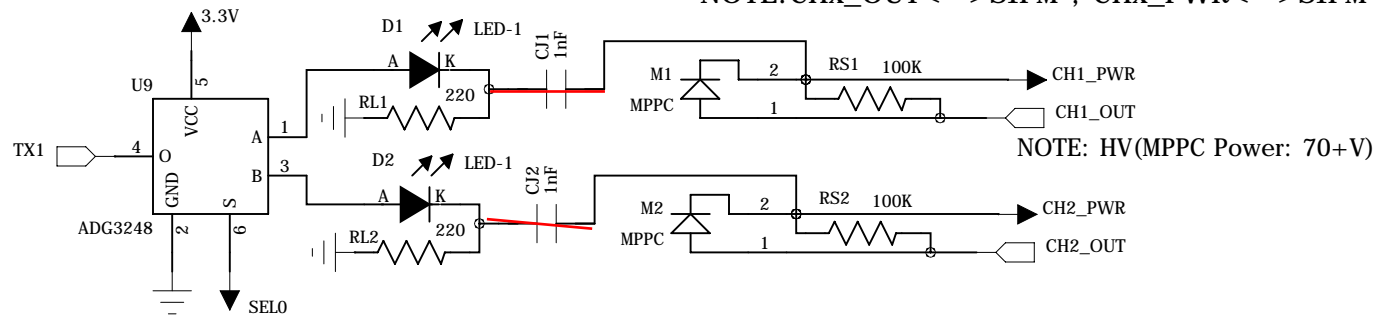 3.3V
D1
LED-1
CJ1
1nF
U9
5
VCC
A
K
M1
2
RS1
100K
CH1_PWR
MPPC
RL1
220
A
1
1
CH1_OUT
TX1
4
O
NOTE: HV(MPPC Power: 70+V)
D2
LED-1
CJ2
1nF
B
3
GND
S
A
K
M2
2
RS2
100K
CH2_PWR
ADG3248
2
6
RL2
220
MPPC
1
CH2_OUT
SEL0